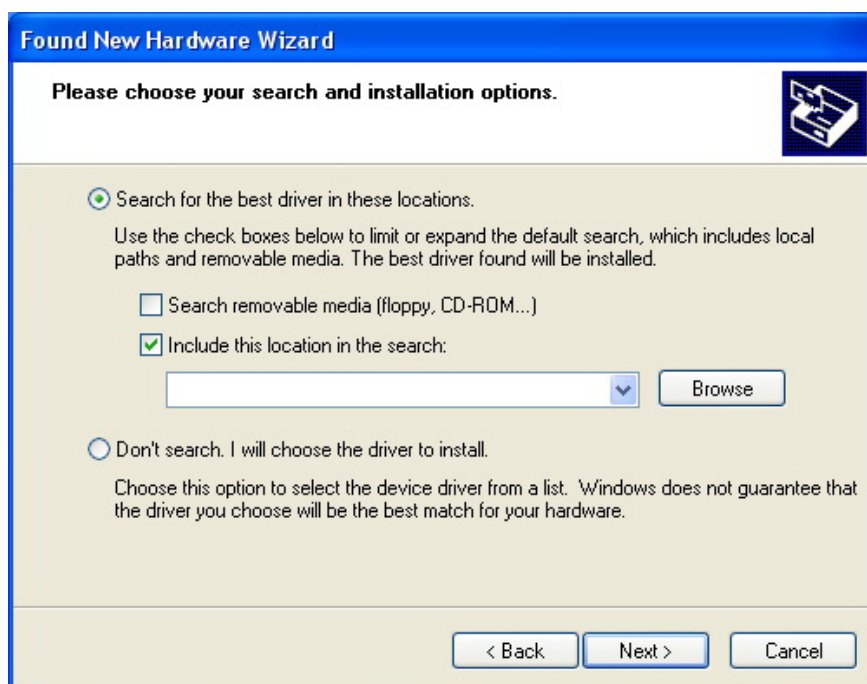 Found New Hardware Wizard
Please choose your search and installation options.
Search for the best driver in these locations.
Use the check boxes below to limit or expand the default search, which includes local
paths and removable media. The best driver found will be installed.
Search removable media (floppy, CD-ROM...)
Include this location in the search:
Browse
Don't search. I will choose the driver to install.
Choose this option to select the device driver from a list. Windows does not guarantee that
the driver you choose will be the best match for your hardware.
< Back Next > Cancel